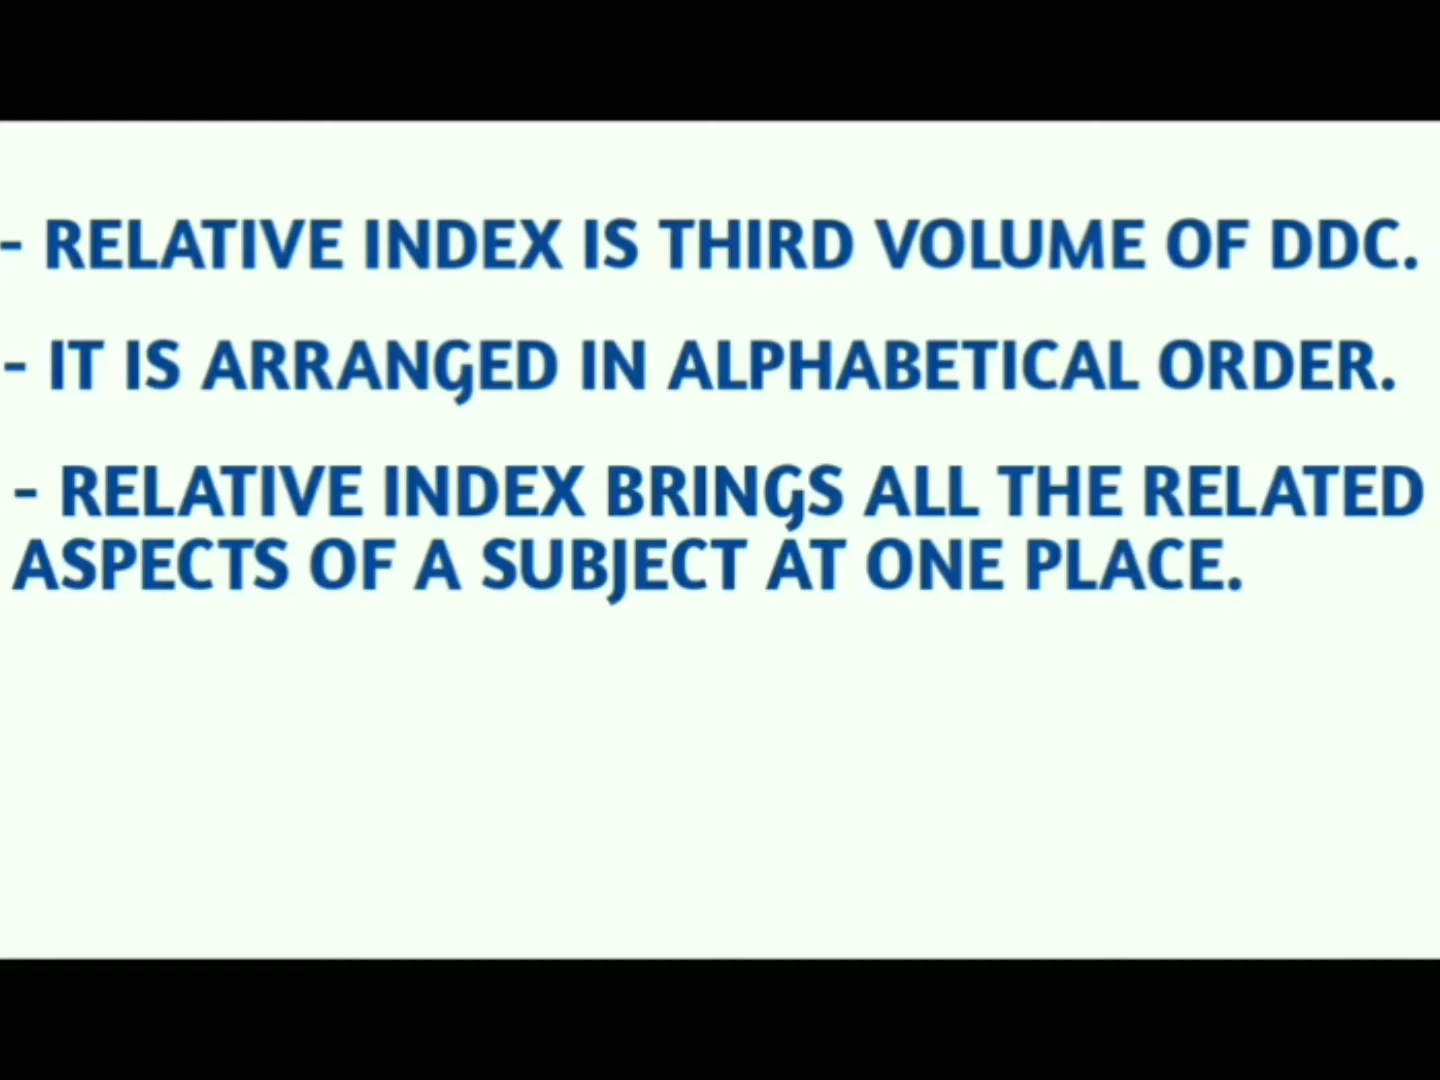 - RELATIVE INDEX IS THIRD VOLUME OF DDC.
- IT IS ARRANGED IN ALPHABETICAL ORDER.
- RELATIVE INDEX BRINGS ALL THE RELATED
ASPECTS OF A SUBJECT AT ONE PLACE.